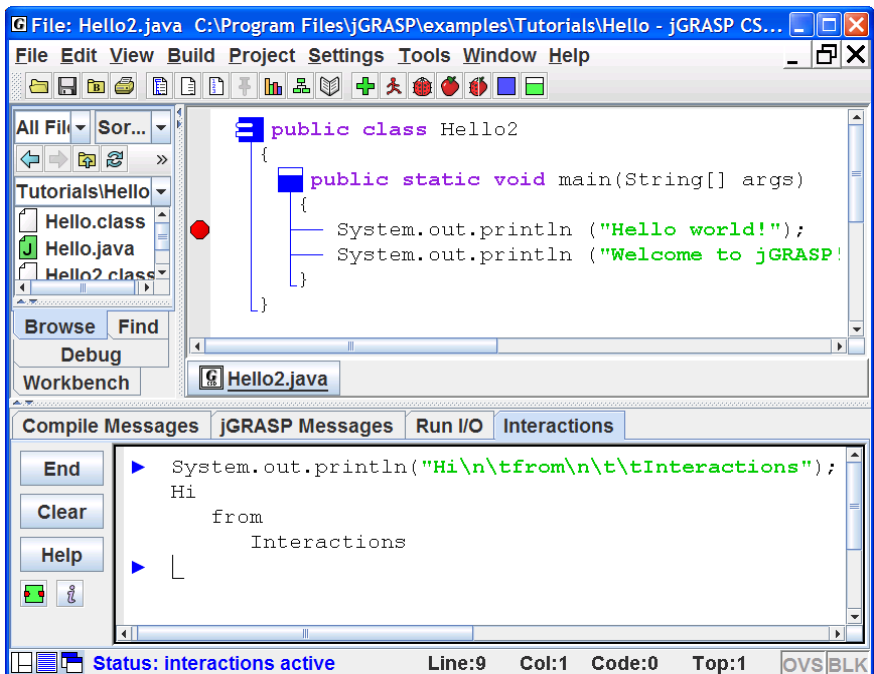 File: Hello2.java C:\Program Files\jGRASP\examples\Tutorials\Hello - jGRASP CS...
File Edit View Build Project Settings Tools Window Help
All Fil Sor...
Tutorials\Hello
Hello.class
Hello.java
Hello2.class
Browse Find
Debug
Workbench
public class Hello2
{
public static void main(String[] args)
{
System.out.println ("Hello world!");
System.out.println ("Welcome to jGRASP!
}
}
Hello2.java
Compile Messages jGRASP Messages Run I/O Interactions
End
Clear
Help
System.out.println("Hi\n\tfrom\n\t\tInteractions");
Hi
from
Interactions
Status: interactions active Line:9 Col:1 Code:0 Top:1 OVS BLK